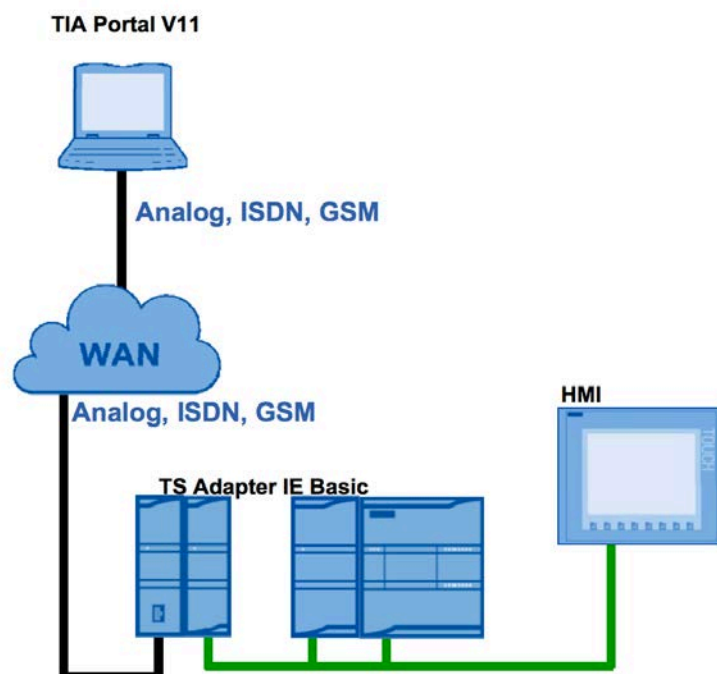 TIA Portal V11
Analog, ISDN, GSM
WAN
Analog, ISDN, GSM
HMI
TOUCH
TS Adapter IE Basic